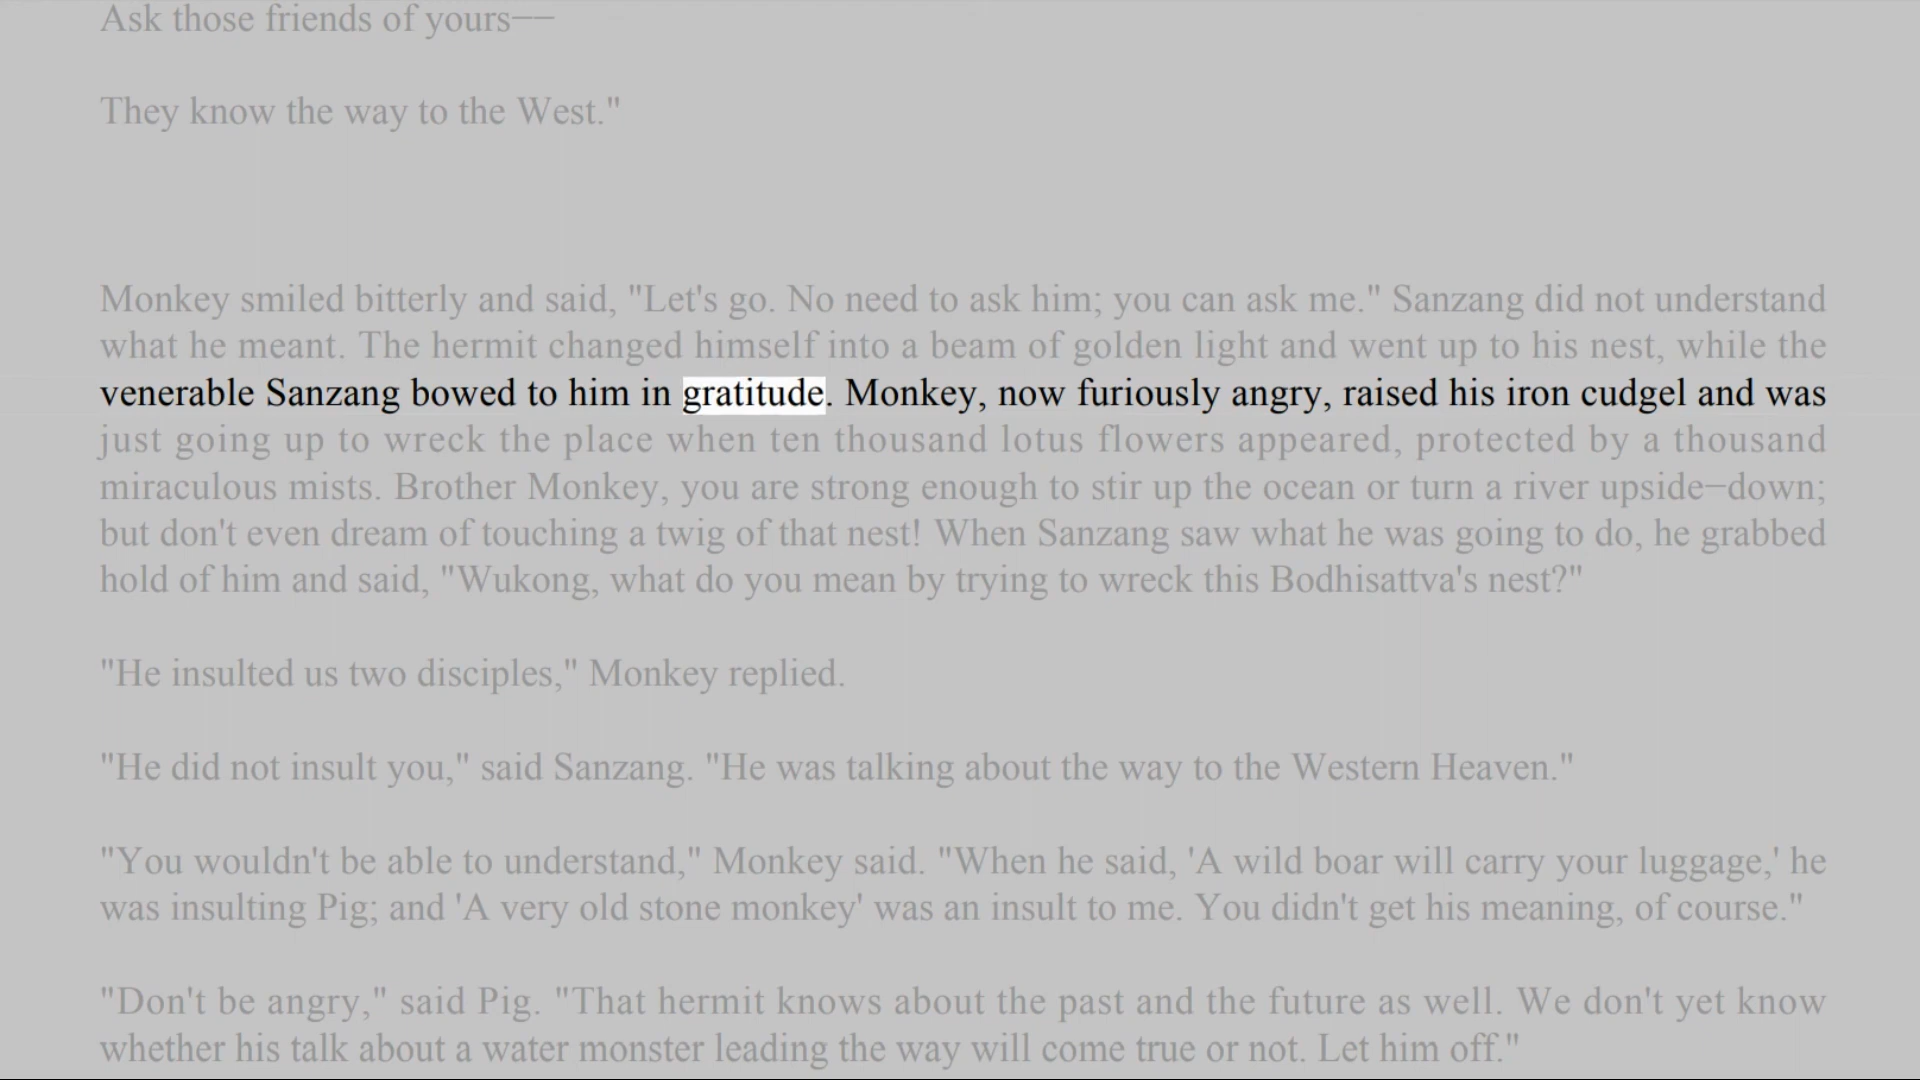 Ask those friends of yours−−
They know the way to the West."
Monkey smiled bitterly and said, "Let's go. No need to ask him; you can ask me." Sanzang did not understand
what he meant. The hermit changed himself into a beam of golden light and went up to his nest, while the
venerable Sanzang bowed to him in gratitude. Monkey, now furiously angry, raised his iron cudgel and was
just going up to wreck the place when ten thousand lotus flowers appeared, protected by a thousand
miraculous mists. Brother Monkey, you are strong enough to stir up the ocean or turn a river upside−down;
but don't even dream of touching a twig of that nest! When Sanzang saw what he was going to do, he grabbed
hold of him and said, "Wukong, what do you mean by trying to wreck this Bodhisattva's nest?"
"He insulted us two disciples," Monkey replied.
"He did not insult you," said Sanzang. "He was talking about the way to the Western Heaven."
"You wouldn't be able to understand," Monkey said. "When he said, 'A wild boar will carry your luggage,' he
was insulting Pig; and 'A very old stone monkey' was an insult to me. You didn't get his meaning, of course."
"Don't be angry," said Pig. "That hermit knows about the past and the future as well. We don't yet know
whether his talk about a water monster leading the way will come true or not. Let him off."